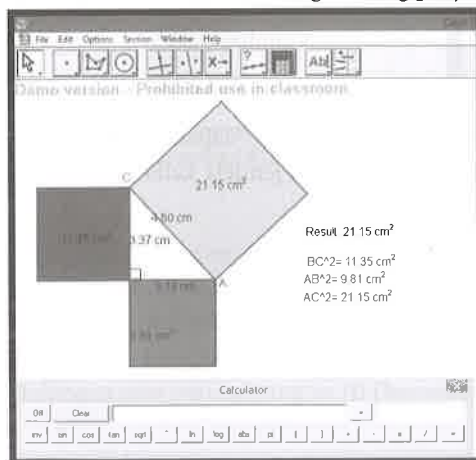 File Edit Options Session Window Help
Demo version - Prohibited use in classroom.
C
21 15 cm²
4.60 cm
3.37 cm
A
Result 21 15 cm²
BC^2= 11 35 cm²
AB^2= 9 81 cm²
AC^2= 21 15 cm²
Calculator
Clear
inv sin cos tan sqrt ^ ln log abs pi ( ) + - x / =